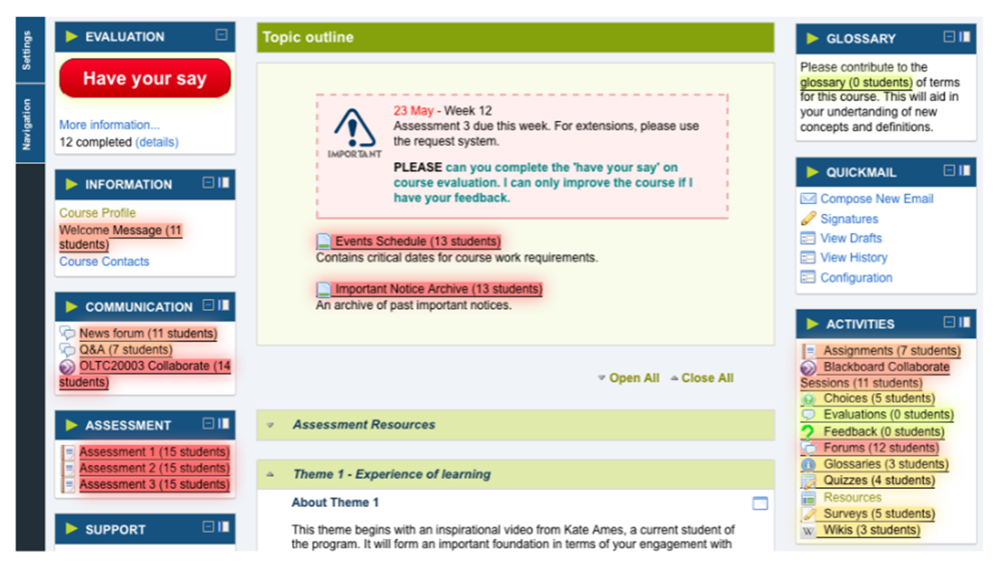 Settings
Navigation
EVALUATION
Have your say
More information...
12 completed (details)
INFORMATION
Course Profile
Welcome Message (11
students)
Course Contacts
COMMUNICATION
News forum (11 students)
Q&A (7 students)
OLTC20003 Collaborate (14
students)
ASSESSMENT
Assessment 1 (15 students)
Assessment 2 (15 students)
Assessment 3 (15 students)
SUPPORT
Topic outline
IMPORTANT
23 May - Week 12
Assessment 3 due this week. For extensions, please use
the request system.
PLEASE can you complete the 'have your say' on
course evaluation. I can only improve the course if I
have your feedback.
Events Schedule (13 students)
Contains critical dates for course work requirements.
Important Notice Archive (13 students)
An archive of past important notices.
Open All Close All
Assessment Resources
Theme 1 - Experience of learning
About Theme 1
This theme begins with an inspirational video from Kate Ames, a current student of
the program. It will form an important foundation in terms of your engagement with
GLOSSARY
Please contribute to the
glossary (0 students) of terms
for this course. This will aid in
your undertanding of new
concepts and definitions.
QUICKMAIL
Compose New Email
Signatures
View Drafts
View History
Configuration
ACTIVITIES
Assignments (7 students)
Blackboard Collaborate
Sessions (11 students)
Choices (5 students)
Evaluations (0 students)
Feedback (0 students)
Forums (12 students)
Glossaries (3 students)
Quizzes (4 students)
Resources
Surveys (5 students)
W Wikis (3 students)